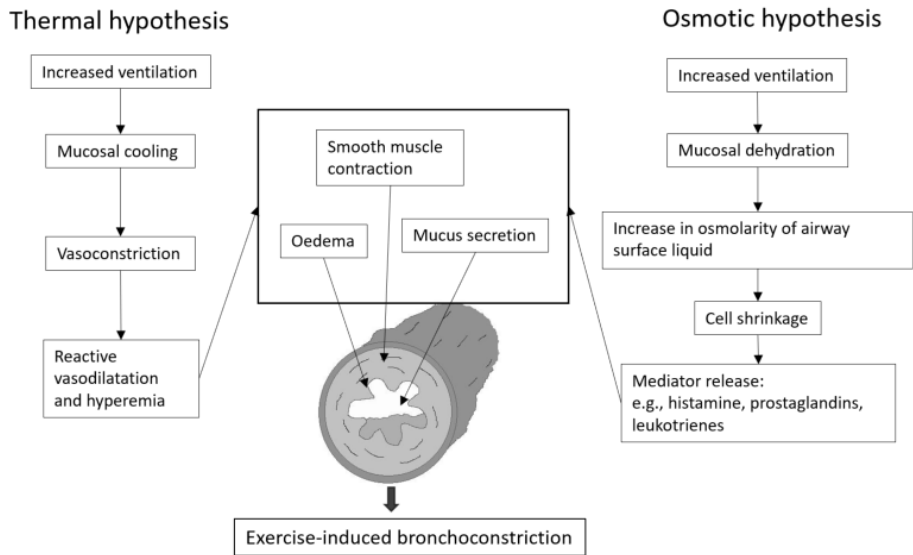 Thermal hypothesis
Increased ventilation
Mucosal cooling
Vasoconstriction
Reactive
vasodilatation
and hyperemia
Smooth muscle
contraction
Oedema
Mucus secretion
Osmotic hypothesis
Increased ventilation
Mucosal dehydration
Increase in osmolarity of airway
surface liquid
Cell shrinkage
Mediator release:
e.g., histamine, prostaglandins,
leukotrienes
Exercise-induced bronchoconstriction